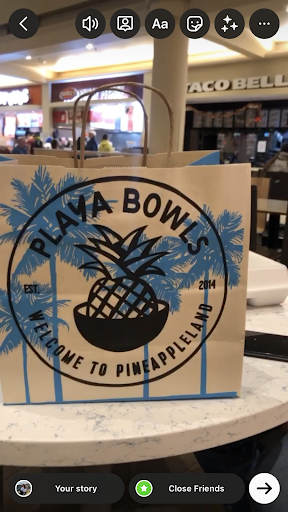 Aa
TACO BELL
PLAYA BOWLS
EST. 2014
WELCOME TO PINEAPPLELAND
Your story
Close Friends